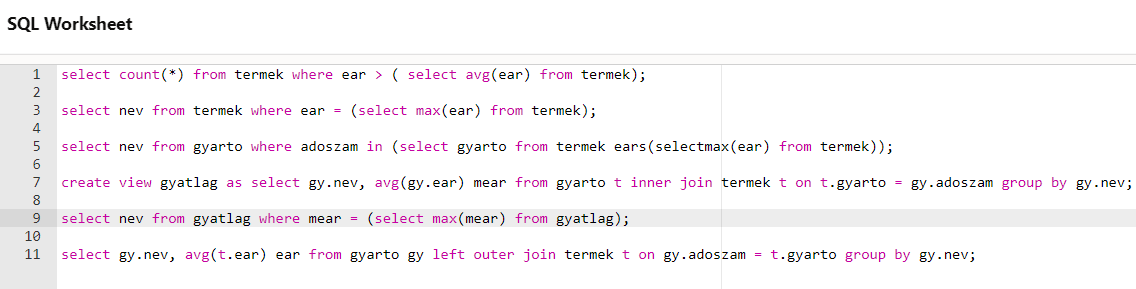 SQL Worksheet
1 select count(*) from termek where ear > ( select avg(ear) from termek);
2
3 select nev from termek where ear = (select max(ear) from termek);
4
5 select nev from gyarto where adoszam in (select gyarto from termek ears(selectmax(ear) from termek));
6
7 create view gyatlag as select gy.nev, avg(gy.ear) mear from gyarto t inner join termek t on t.gyarto = gy.adoszam group by gy.nev;
8
9 select nev from gyatlag where mear = (select max(mear) from gyatlag);
10
11 select gy.nev, avg(t.ear) ear from gyarto gy left outer join termek t on gy.adoszam = t.gyarto group by gy.nev;